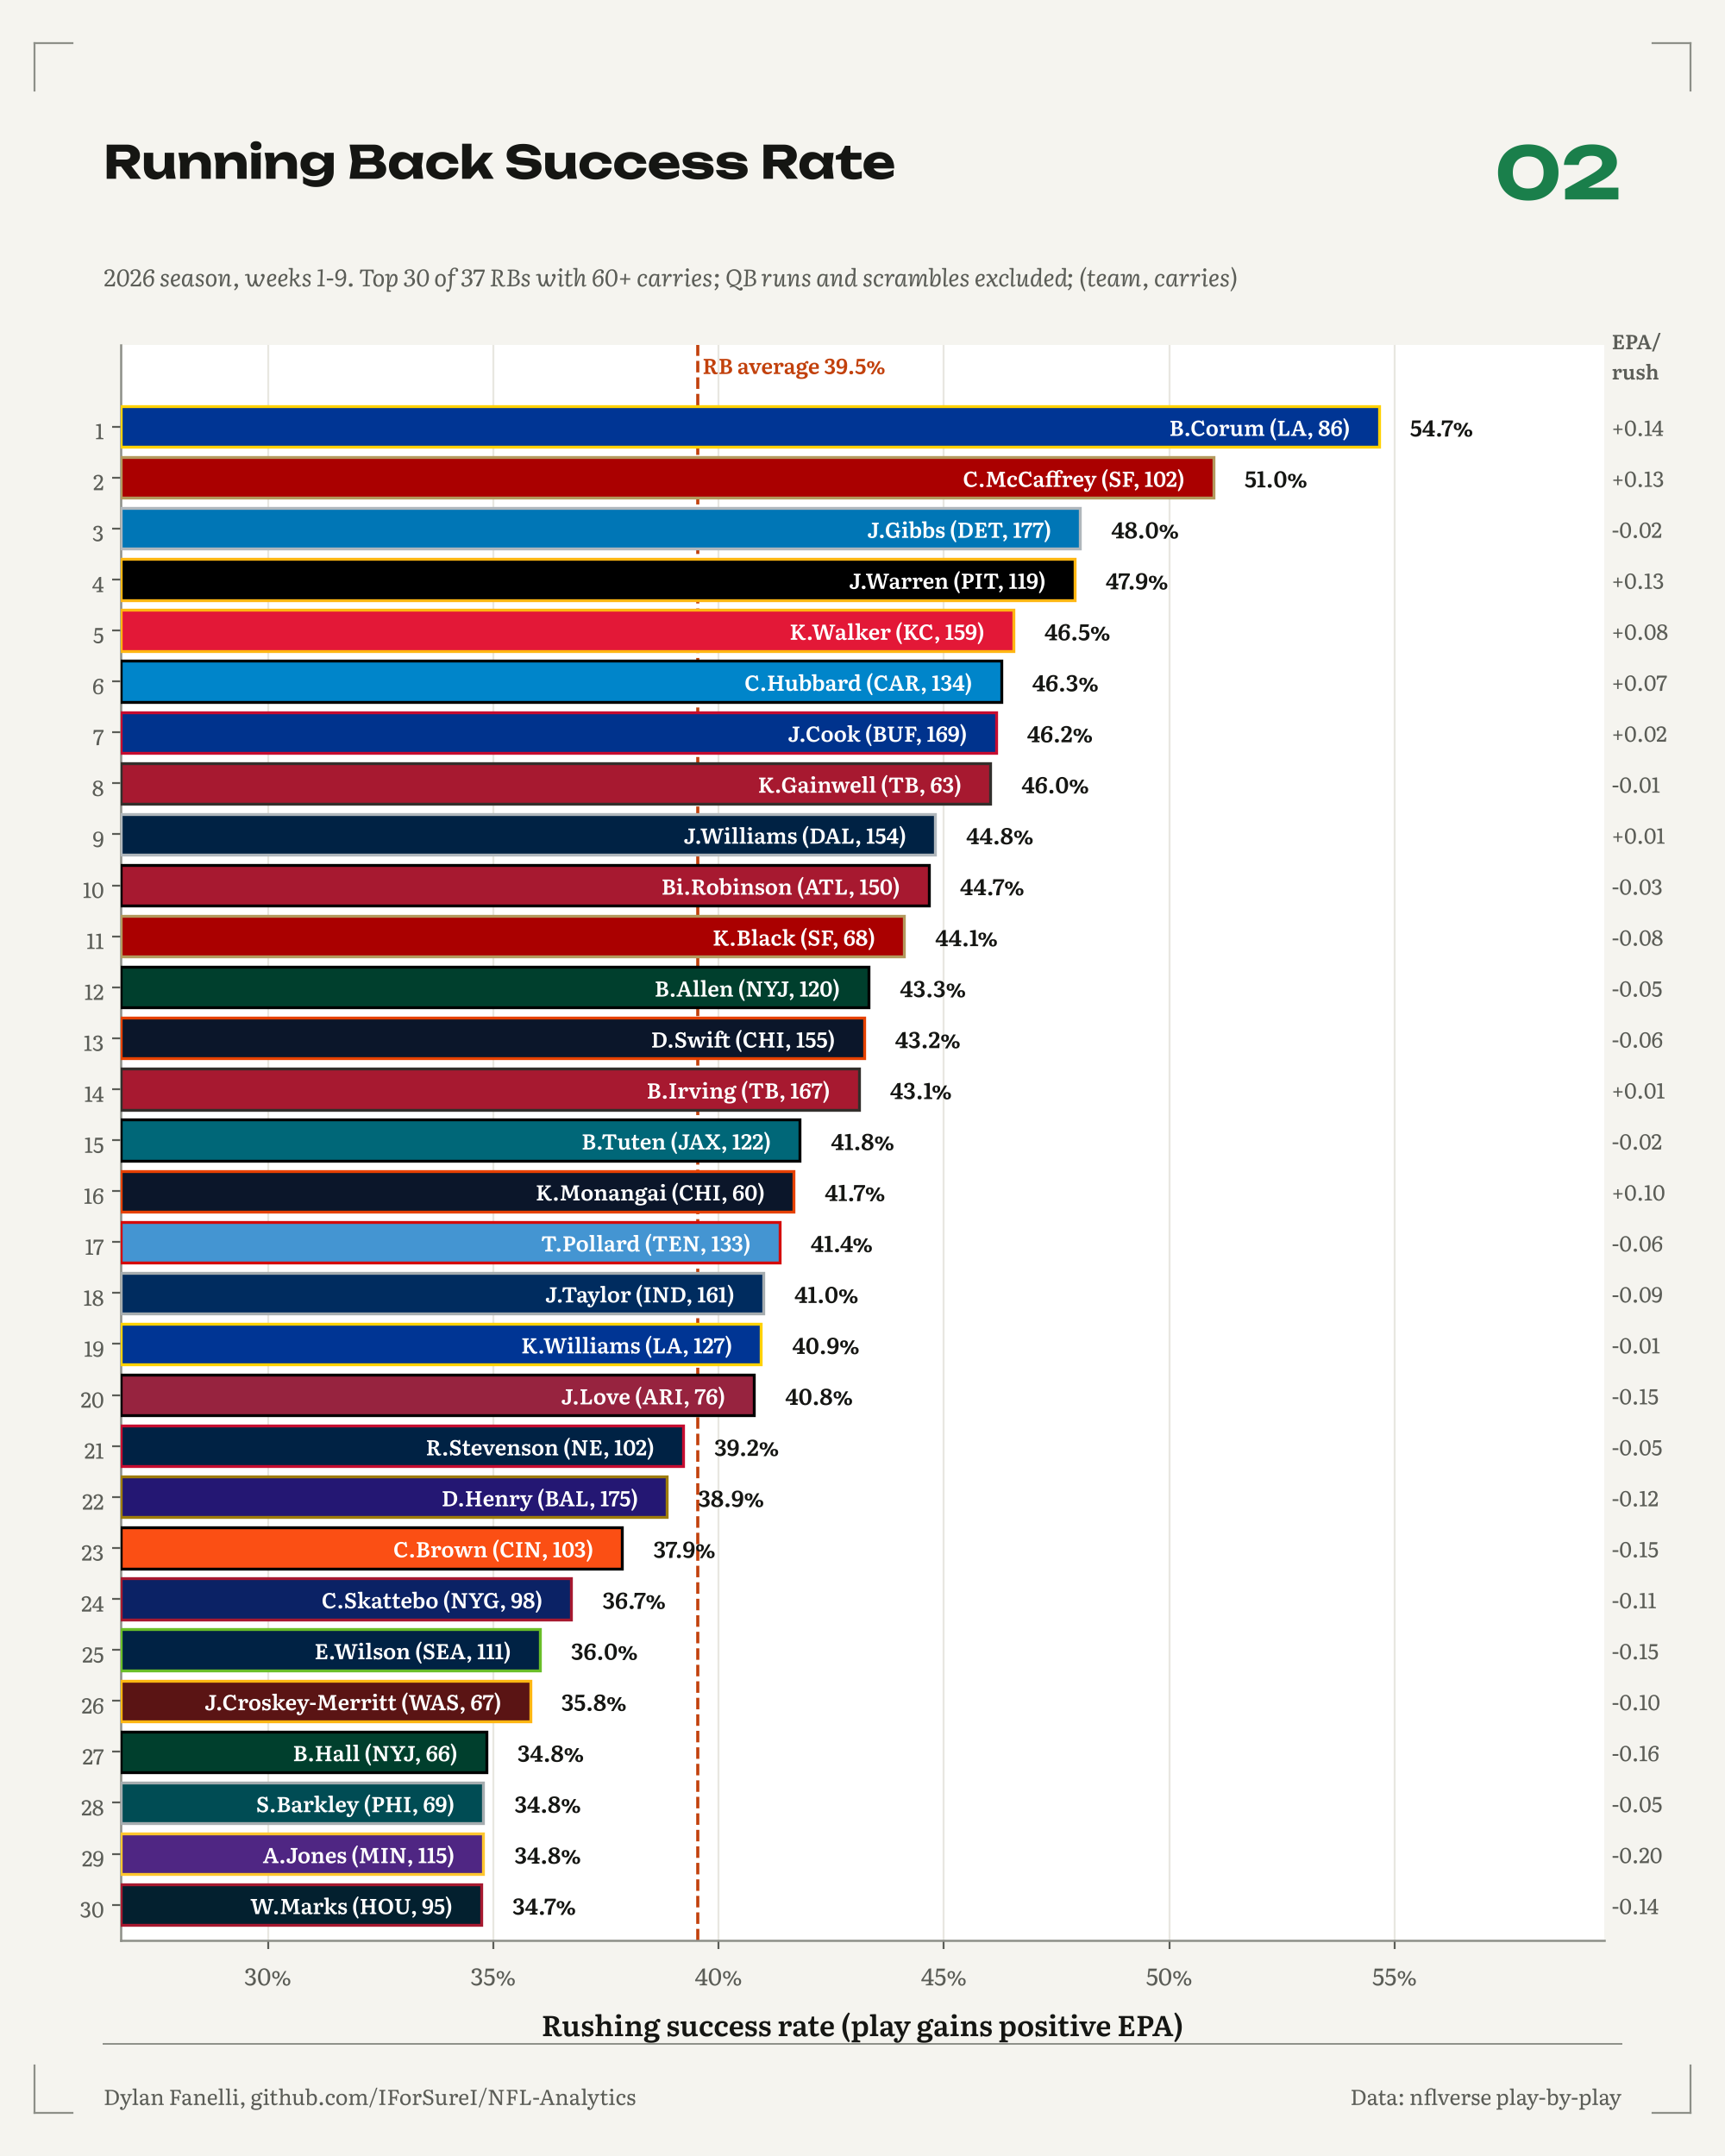 Running Back Success Rate
02
2026 season, weeks 1-9. Top 30 of 37 RBs with 60+ carries; QB runs and scrambles excluded; (team, carries)
EPA/
rush
RB average 39.5%
1 B.Corum (LA, 86) 54.7% +0.14
2 C.McCaffrey (SF, 102) 51.0% +0.13
3 J.Gibbs (DET, 177) 48.0% -0.02
4 J.Warren (PIT, 119) 47.9% +0.13
5 K.Walker (KC, 159) 46.5% +0.08
6 C.Hubbard (CAR, 134) 46.3% +0.07
7 J.Cook (BUF, 169) 46.2% +0.02
8 K.Gainwell (TB, 63) 46.0% -0.01
9 J.Williams (DAL, 154) 44.8% +0.01
10 Bi.Robinson (ATL, 150) 44.7% -0.03
11 K.Black (SF, 68) 44.1% -0.08
12 B.Allen (NYJ, 120) 43.3% -0.05
13 D.Swift (CHI, 155) 43.2% -0.06
14 B.Irving (TB, 167) 43.1% +0.01
15 B.Tuten (JAX, 122) 41.8% -0.02
16 K.Monangai (CHI, 60) 41.7% +0.10
17 T.Pollard (TEN, 133) 41.4% -0.06
18 J.Taylor (IND, 161) 41.0% -0.09
19 K.Williams (LA, 127) 40.9% -0.01
20 J.Love (ARI, 76) 40.8% -0.15
21 R.Stevenson (NE, 102) 39.2% -0.05
22 D.Henry (BAL, 175) 38.9% -0.12
23 C.Brown (CIN, 103) 37.9% -0.15
24 C.Skattebo (NYG, 98) 36.7% -0.11
25 E.Wilson (SEA, 111) 36.0% -0.15
26 J.Croskey-Merritt (WAS, 67) 35.8% -0.10
27 B.Hall (NYJ, 66) 34.8% -0.16
28 S.Barkley (PHI, 69) 34.8% -0.05
29 A.Jones (MIN, 115) 34.8% -0.20
30 W.Marks (HOU, 95) 34.7% -0.14
30% 35% 40% 45% 50% 55%
Rushing success rate (play gains positive EPA)
Dylan Fanelli, github.com/IForSureI/NFL-Analytics
Data: nflverse play-by-play